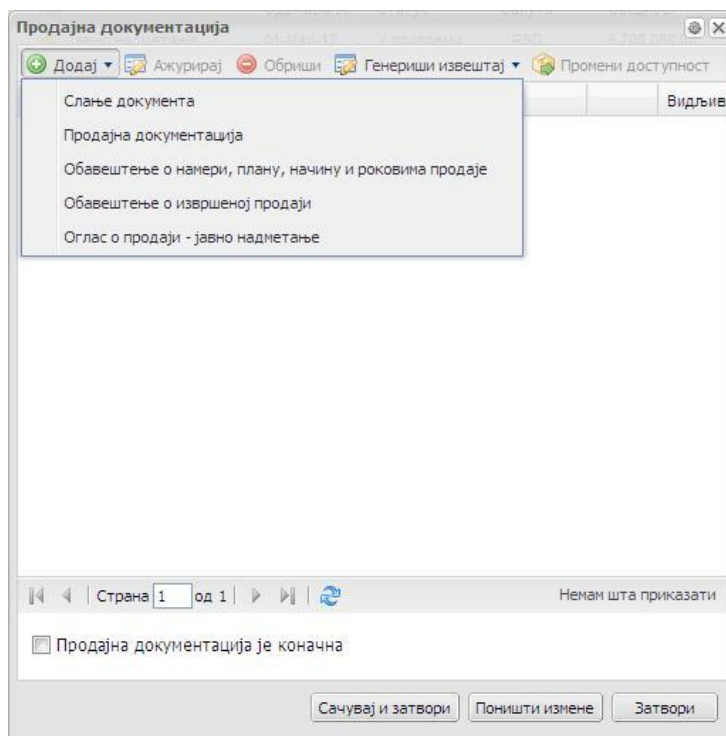 Продајна документација
Додај Ажурирај Обриши Генериши извештај Промени доступност
Видљив
Слање документа
Продајна документација
Обавештење о намери, плану, начину и роковима продаје
Обавештење о извршеној продаји
Оглас о продаји - јавно надметање
Страна 1 од 1 Немам шта приказати
Продајна документација је коначна
Сачувај и затвори Поништи измене Затвори